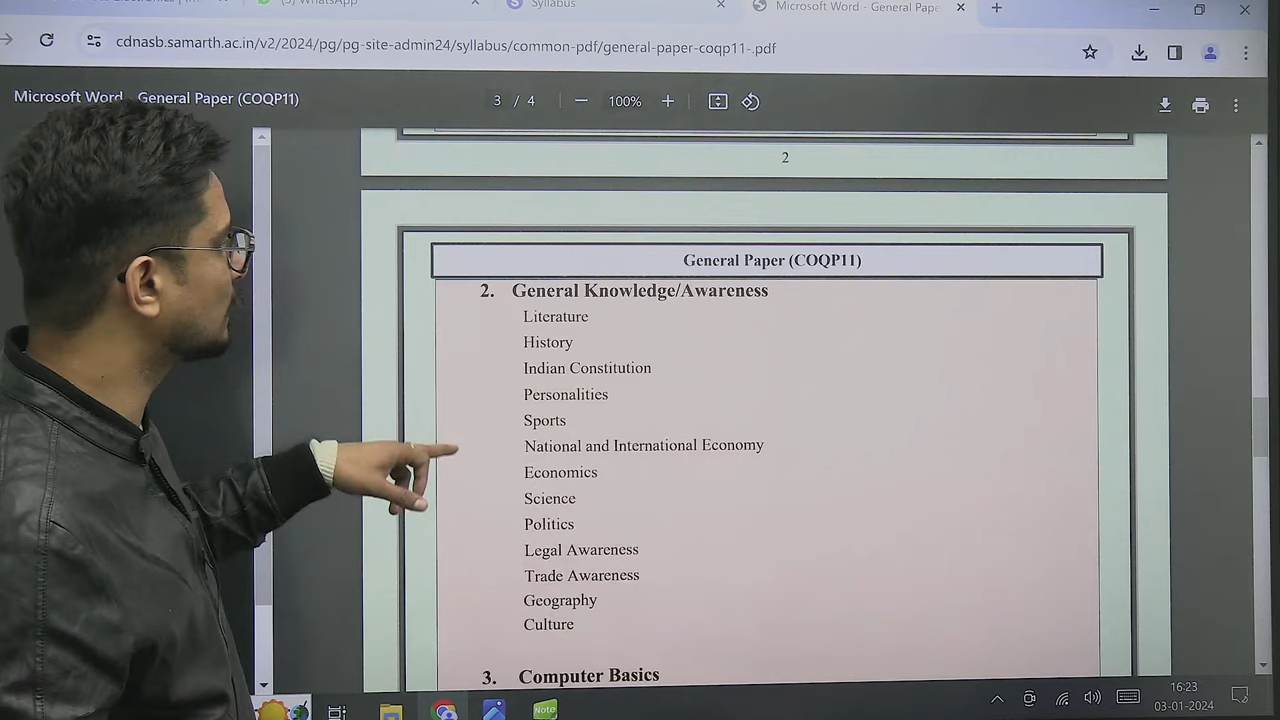 (3) WhatsApp
Syllabus
Microsoft Word - General Pape
cdnasb.samarth.ac.in/v2/2024/pg/pg-site-admin24/syllabus/common-pdf/general-paper-coqp11-.pdf
Microsoft Word - General Paper (COQP11)
3 / 4
100%
2
General Paper (COQP11)
2. General Knowledge/Awareness
Literature
History
Indian Constitution
Personalities
Sports
National and International Economy
Economics
Science
Politics
Legal Awareness
Trade Awareness
Geography
Culture
3. Computer Basics
Note
16:23
03-01-2024